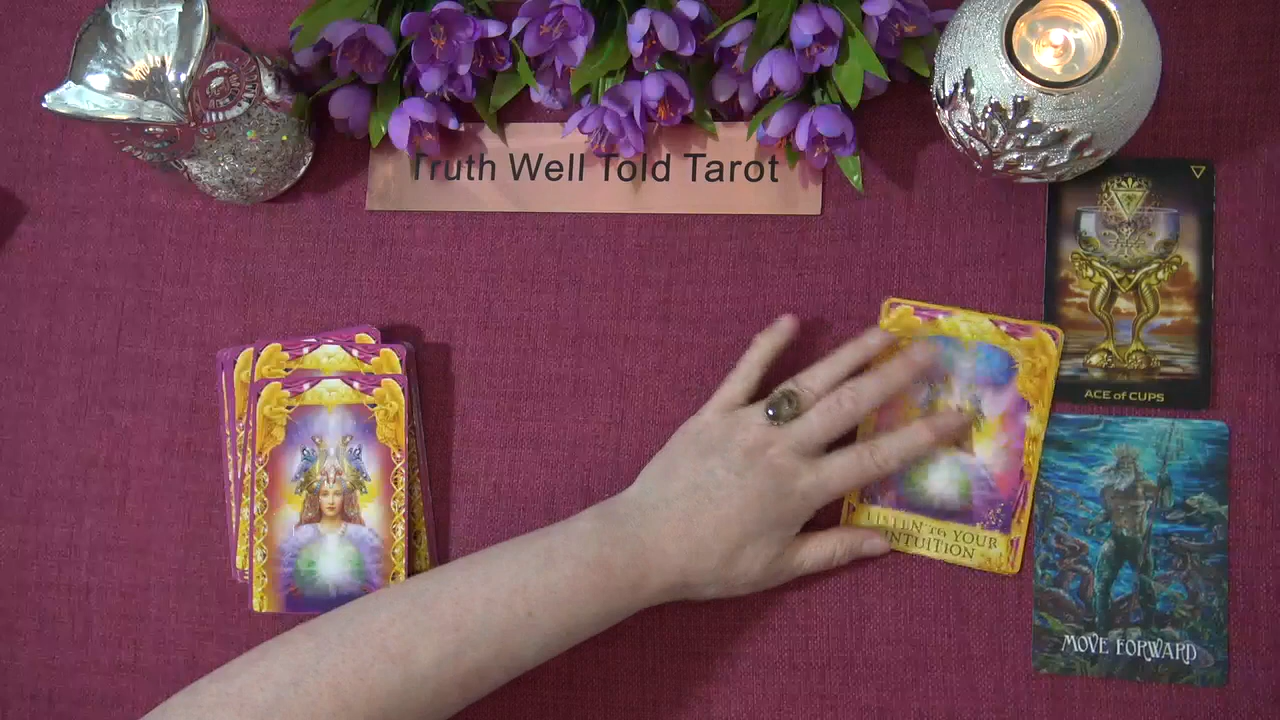 Truth Well Told Tarot
ACE of CUPS
LISTEN TO YOUR
INTUITION
MOVE FORWARD